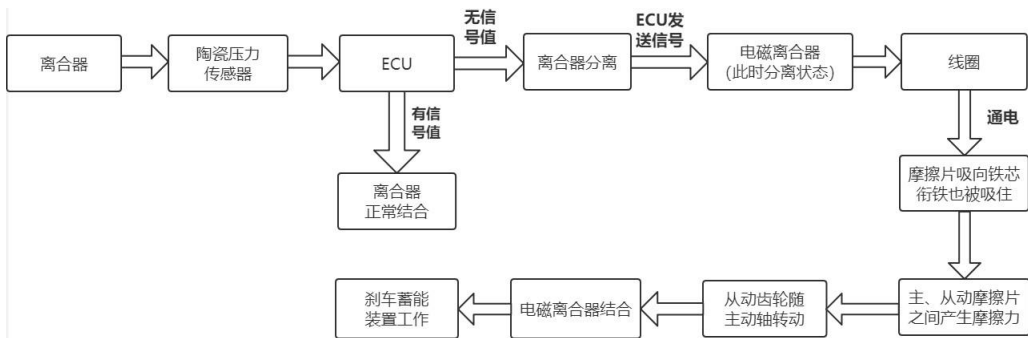 离合器
陶瓷压力
传感器
ECU
无信
号值
离合器分离
ECU发
送信号
电磁离合器
(此时分离状态)
线圈
有信
号值
离合器
正常结合
通电
摩擦片吸向铁芯
衔铁也被吸住
主、从动摩擦片
之间产生摩擦力
从动齿轮随
主动轴转动
电磁离合器结合
刹车蓄能
装置工作